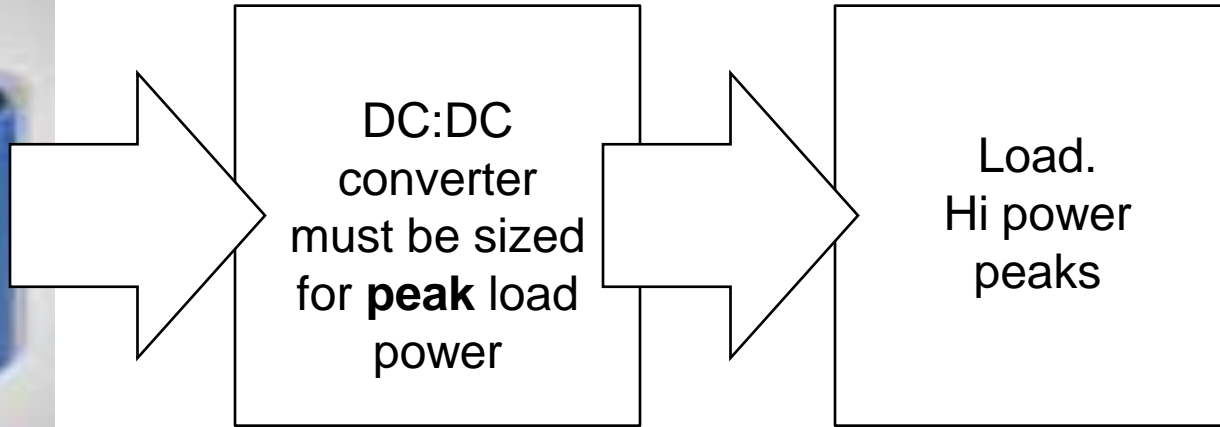 DC:DC
converter
must be sized
for peak load
power
Load.
Hi power
peaks